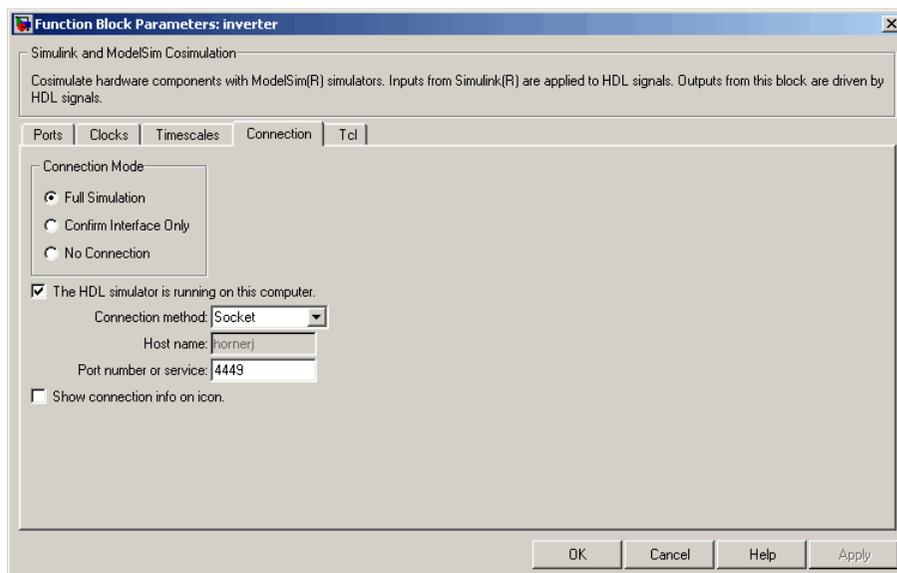 Function Block Parameters: inverter
Simulink and ModelSim Cosimulation
Cosimulate hardware components with ModelSim(R) simulators. Inputs from Simulink(R) are applied to HDL signals. Outputs from this block are driven by
HDL signals.
Ports Clocks Timescales Connection Tcl
Connection Mode
Full Simulation
Confirm Interface Only
No Connection
The HDL simulator is running on this computer.
Connection method: Socket
Host name: hornerj
Port number or service: 4449
Show connection info on icon.
OK Cancel Help Apply